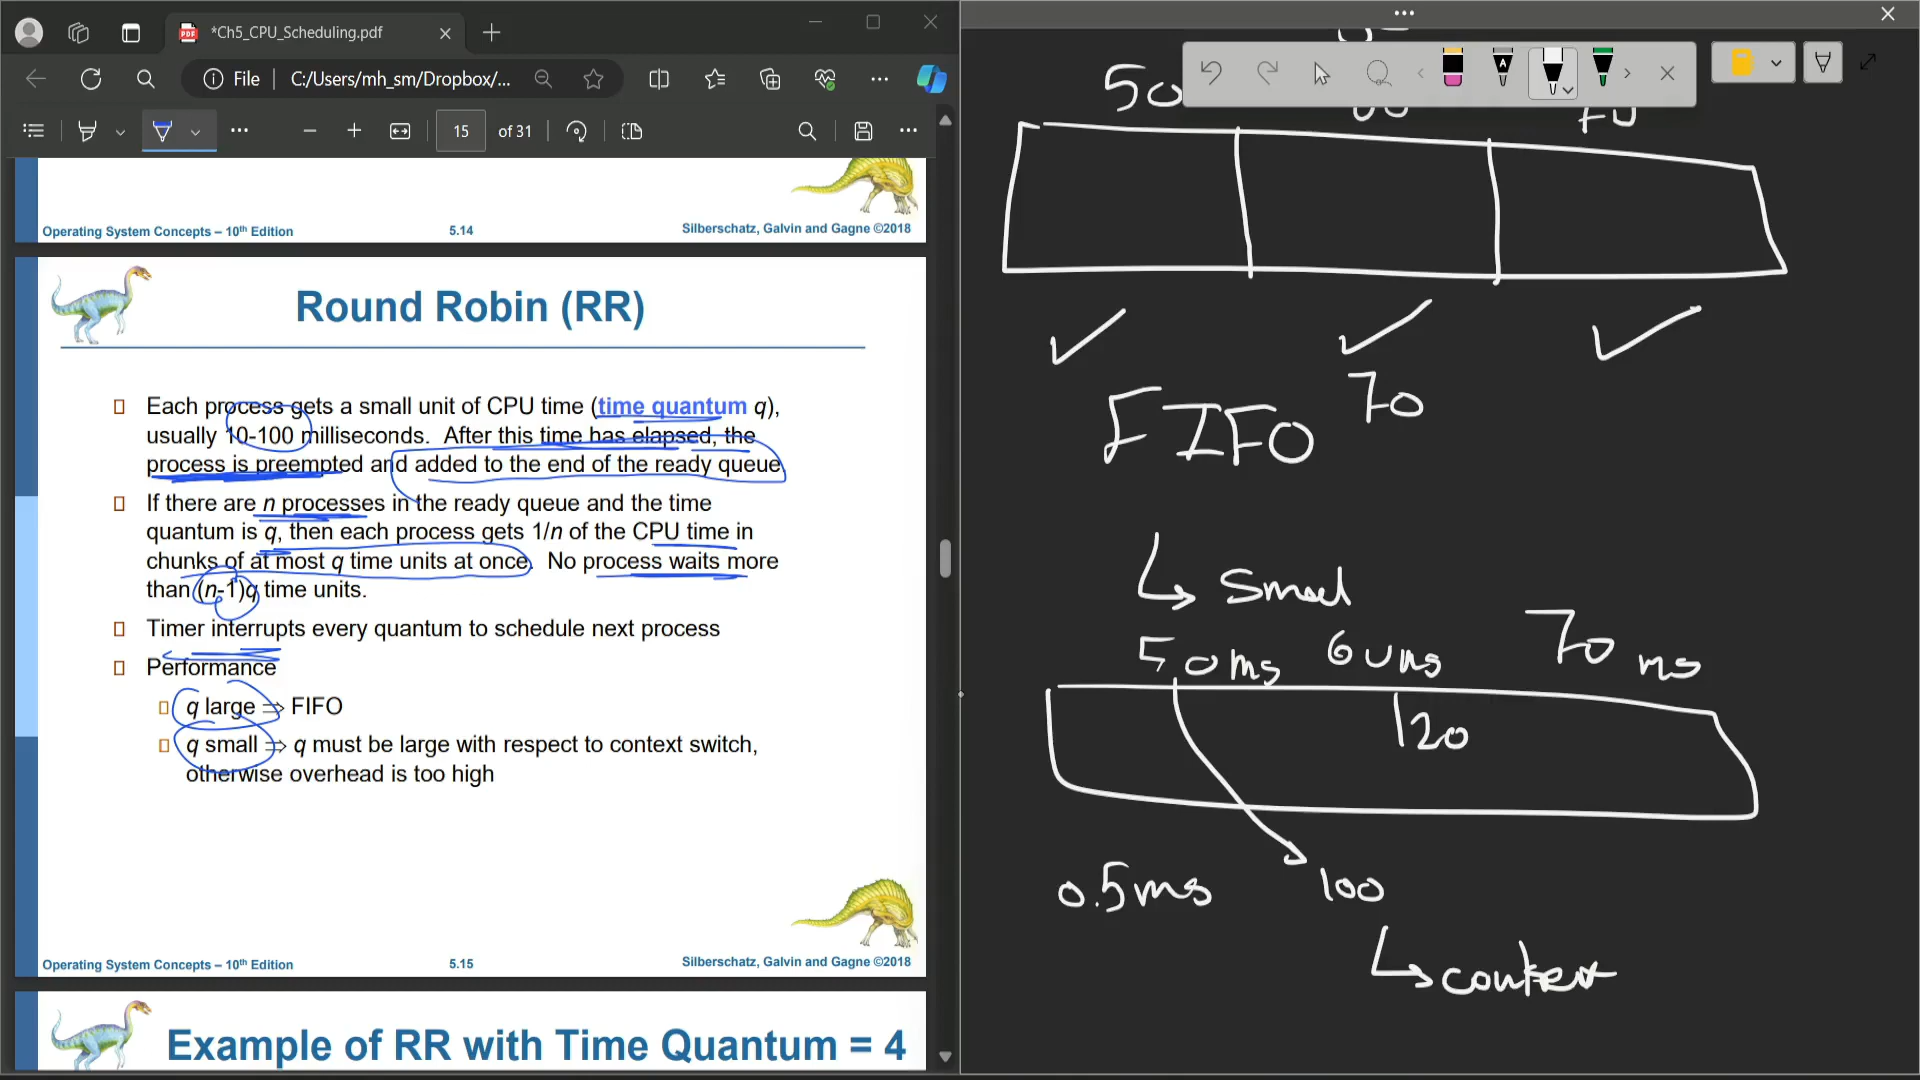 *Ch5_CPU_Scheduling.pdf
File
C:/Users/mh_sm/Dropbox/...
15 of 31
Operating System Concepts – 10th Edition 5.14 Silberschatz, Galvin and Gagne ©2018
Round Robin (RR)
Each process gets a small unit of CPU time (time quantum q),
usually 10-100 milliseconds. After this time has elapsed, the
process is preempted and added to the end of the ready queue.
If there are n processes in the ready queue and the time
quantum is q, then each process gets 1/n of the CPU time in
chunks of at most q time units at once. No process waits more
than (n-1)q time units.
Timer interrupts every quantum to schedule next process
Performance
q large ⇒ FIFO
q small ⇒ q must be large with respect to context switch,
otherwise overhead is too high
Operating System Concepts – 10th Edition 5.15 Silberschatz, Galvin and Gagne ©2018
Example of RR with Time Quantum = 4
50
70
FIFO
small
50ms 60ms 70 ms
120
0.5ms 100
context